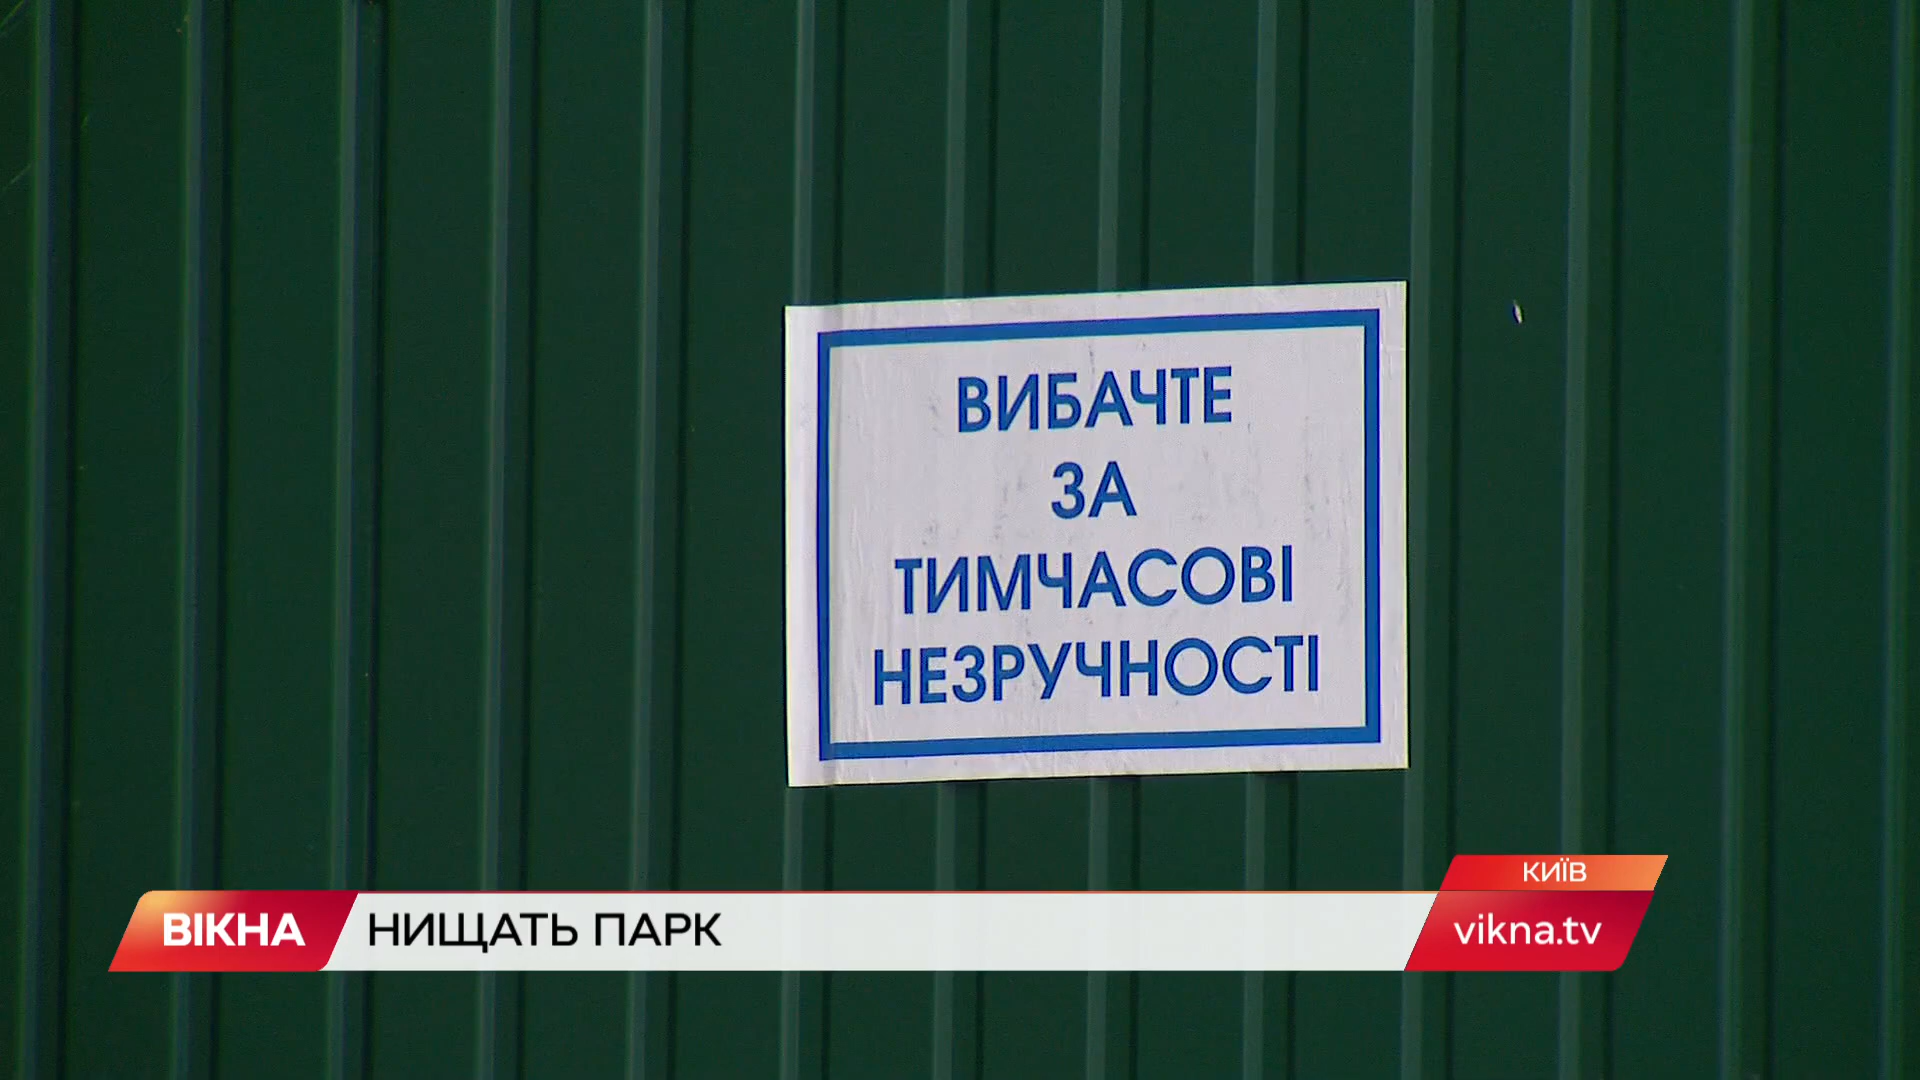 ВИБАЧТЕ
ЗА
ТИМЧАСОВІ
НЕЗРУЧНОСТІ
КИЇВ
ВІКНА НИЩАТЬ ПАРК vikna.tv